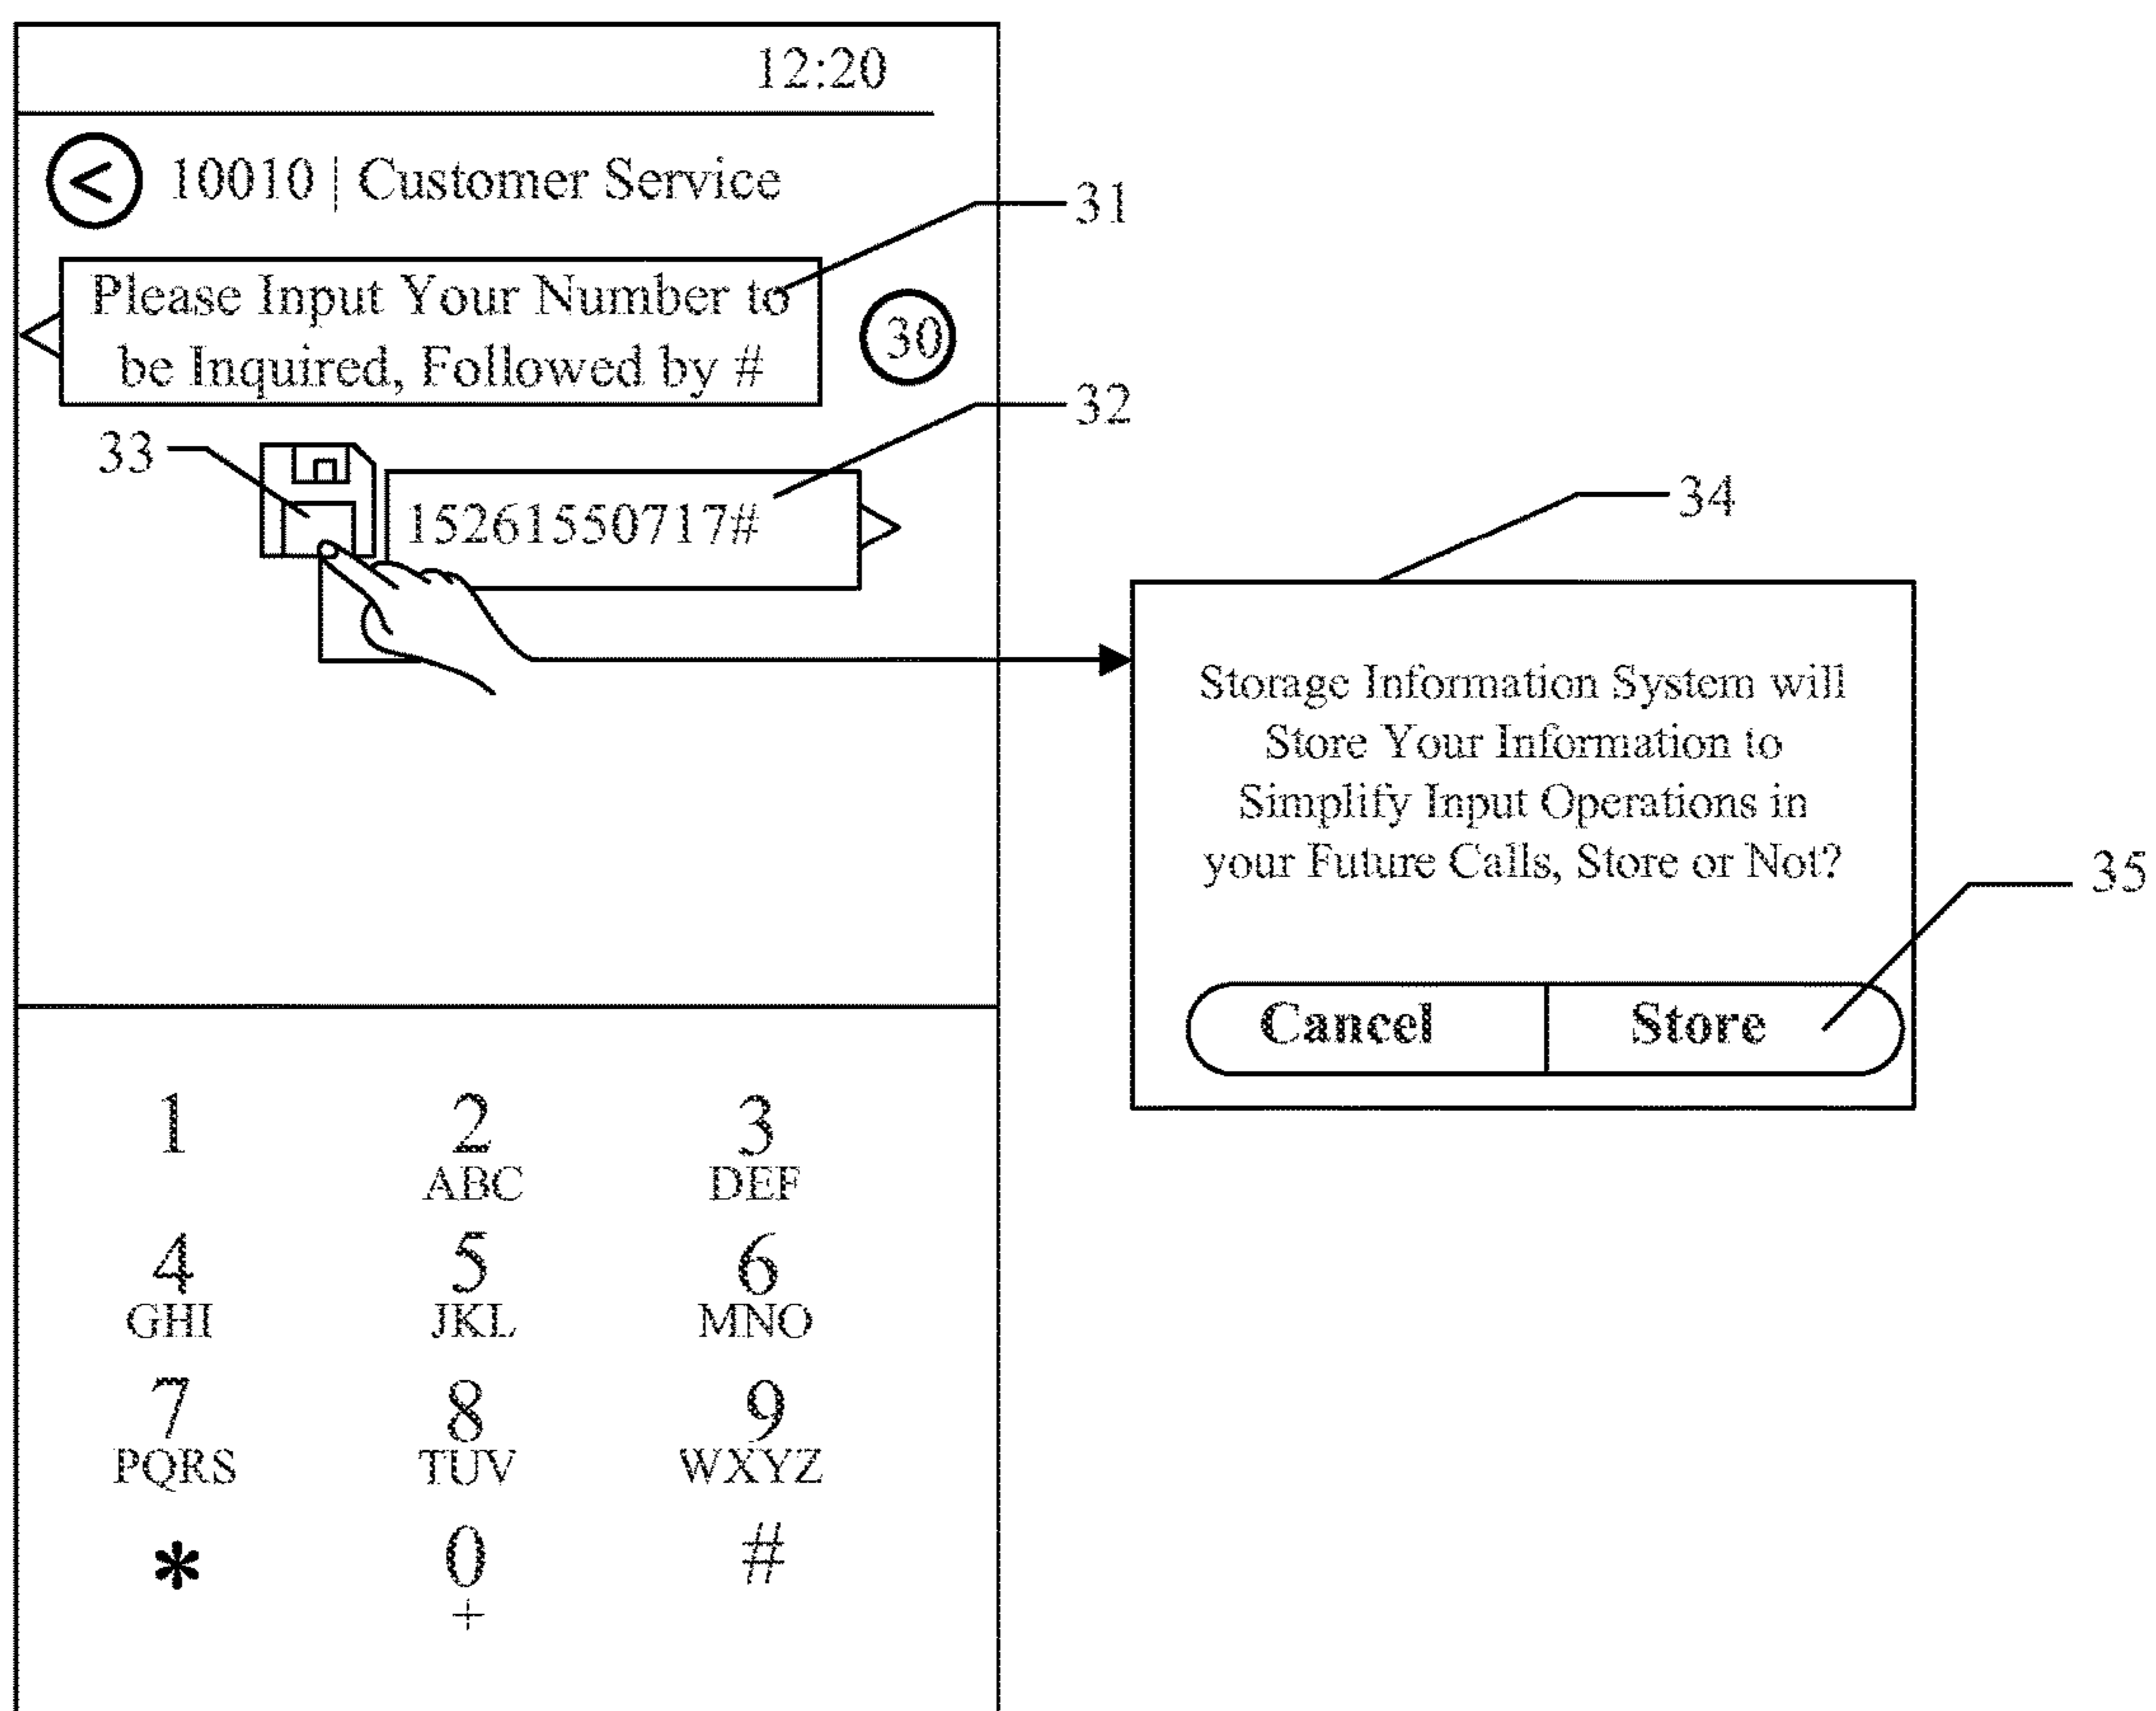 12:20
< 10010 | Customer Service
31
Please Input Your Number to
be Inquired, Followed by #
30
32
33
15261550717#
34
Storage Information System will
Store Your Information to
Simplify Input Operations in
your Future Calls, Store or Not?
35
Cancel Store
1 2 3
ABC DEF
4 5 6
GHI JKL MNO
7 8 9
PQRS TUV WXYZ
* 0 #
+